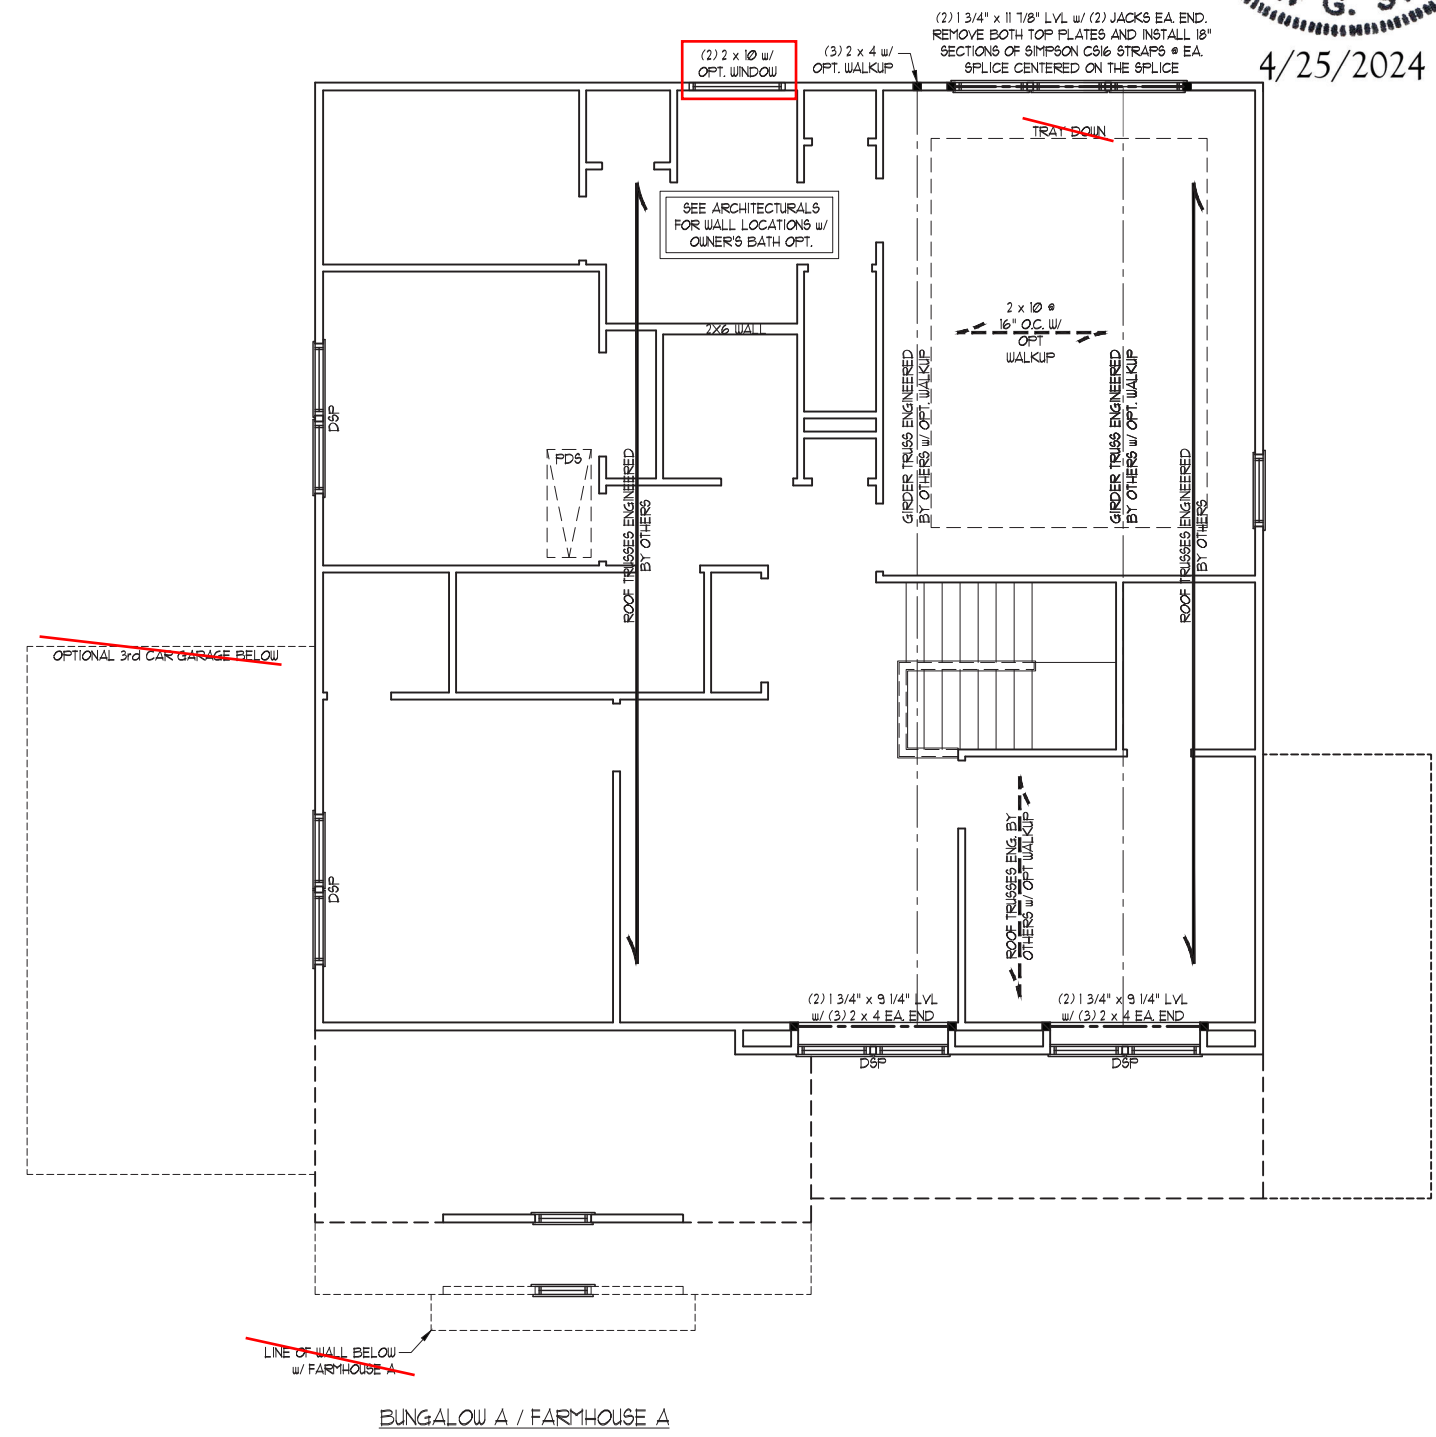 G. S
4/25/2024
(2) 1 3/4" x 11 7/8" LVL w/ (2) JACKS EA. END.
REMOVE BOTH TOP PLATES AND INSTALL 18"
SECTIONS OF SIMPSON CS16 STRAPS @ EA.
SPLICE CENTERED ON THE SPLICE
(2) 2 x 10 w/
OPT. WINDOW
(3) 2 x 4 w/
OPT. WALKUP
TRAY DOWN
SEE ARCHITECTURALS
FOR WALL LOCATIONS w/
OWNER'S BATH OPT.
2X6 WALL
2 x 10 @
16" O.C. W/
OPT
WALKUP
GIRDER TRUSS ENGINEERED
BY OTHERS w/ OPT. WALKUP
GIRDER TRUSS ENGINEERED
BY OTHERS w/ OPT. WALKUP
DSP
PDS
ROOF TRUSSES ENGINEERED
BY OTHERS
ROOF TRUSSES ENGINEERED
BY OTHERS
OPTIONAL 3rd CAR GARAGE BELOW
DSP
ROOF TRUSSES ENG. BY
OTHERS w/ OPT WALKUP
(2) 1 3/4" x 9 1/4" LVL
w/ (3) 2 x 4 EA. END
(2) 1 3/4" x 9 1/4" LVL
w/ (3) 2 x 4 EA. END
DSP
DSP
LINE OF WALL BELOW
w/ FARMHOUSE A
BUNGALOW A / FARMHOUSE A